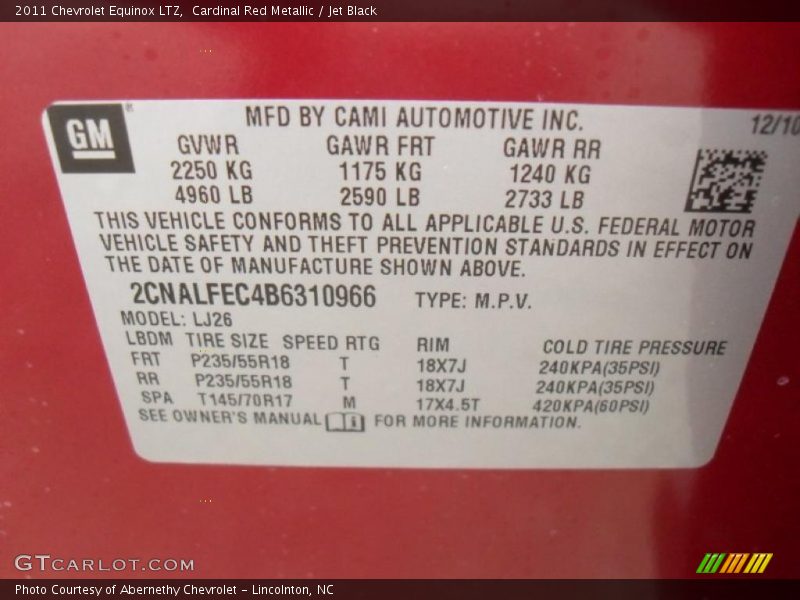 2011 Chevrolet Equinox LTZ, Cardinal Red Metallic / Jet Black
GM®
MFD BY CAMI AUTOMOTIVE INC. 12/10
GVWR GAWR FRT GAWR RR
2250 KG 1175 KG 1240 KG
4960 LB 2590 LB 2733 LB
THIS VEHICLE CONFORMS TO ALL APPLICABLE U.S. FEDERAL MOTOR
VEHICLE SAFETY AND THEFT PREVENTION STANDARDS IN EFFECT ON
THE DATE OF MANUFACTURE SHOWN ABOVE.
2CNALFEC4B6310966 TYPE: M.P.V.
MODEL: LJ26
LBDM TIRE SIZE SPEED RTG RIM COLD TIRE PRESSURE
FRT P235/55R18 T 18X7J 240KPA(35PSI)
RR P235/55R18 T 18X7J 240KPA(35PSI)
SPA T145/70R17 M 17X4.5T 420KPA(60PSI)
SEE OWNER'S MANUAL FOR MORE INFORMATION.
GTCARLOT.COM
Photo Courtesy of Abernethy Chevrolet - Lincolnton, NC